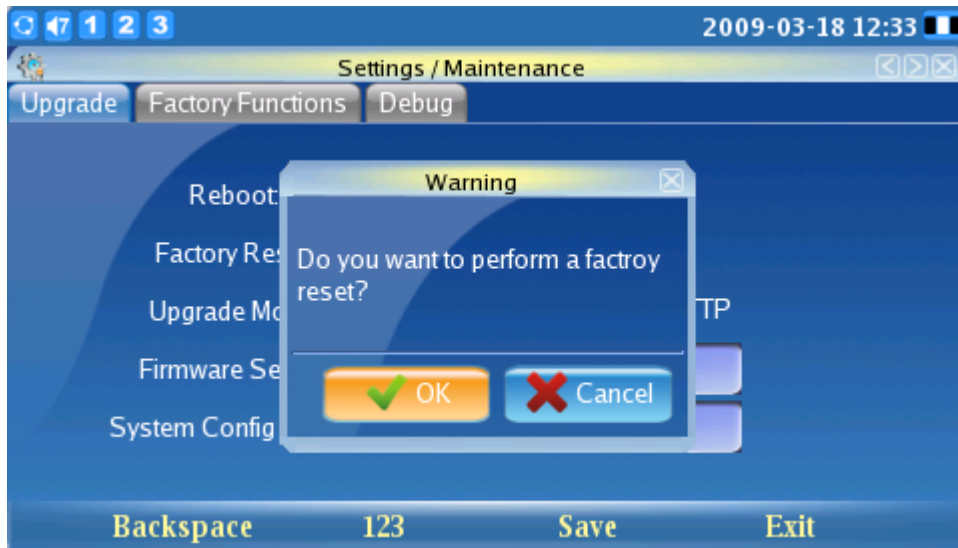 7 1 2 3 2009-03-18 12:33
Settings / Maintenance
Upgrade Factory Functions Debug
Warning
Reboot:
Factory Res
Do you want to perform a factroy
reset?
Upgrade Mo
TP
Firmware Se
System Config
OK Cancel
Backspace 123 Save Exit